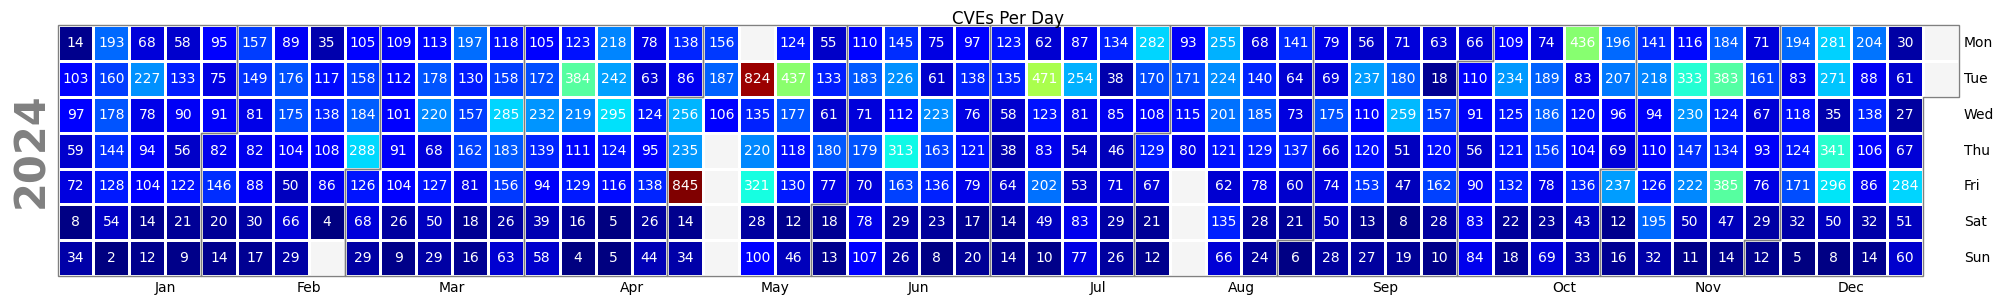 CVEs Per Day
14 193 68 58 95 157 89 35 105 109 113 197 118 105 123 218 78 138 156 124 55 110 145 75 97 123 62 87 134 282 93 255 68 141 79 56 71 63 66 109 74 436 196 141 116 184 71 194 281 204 30 Mon
103 160 227 133 75 149 176 117 158 112 178 130 158 172 384 242 63 86 187 824 437 133 183 226 61 138 135 471 254 38 170 171 224 140 64 69 237 180 18 110 234 189 83 207 218 333 383 161 83 271 88 61 Tue
97 178 78 90 91 81 175 138 184 101 220 157 285 232 219 295 124 256 106 135 177 61 71 112 223 76 58 123 81 85 108 115 201 185 73 175 110 259 157 91 125 186 120 96 94 230 124 67 118 35 138 27 Wed
59 144 94 56 82 82 104 108 288 91 68 162 183 139 111 124 95 235 220 118 180 179 313 163 121 38 83 54 46 129 80 121 129 137 66 120 51 120 56 121 156 104 69 110 147 134 93 124 341 106 67 Thu
72 128 104 122 146 88 50 86 126 104 127 81 156 94 129 116 138 845 321 130 77 70 163 136 79 64 202 53 71 67 62 78 60 74 153 47 162 90 132 78 136 237 126 222 385 76 171 296 86 284 Fri
8 54 14 21 20 30 66 4 68 26 50 18 26 39 16 5 26 14 28 12 18 78 29 23 17 14 49 83 29 21 135 28 21 50 13 8 28 83 22 23 43 12 195 50 47 29 32 50 32 51 Sat
34 2 12 9 14 17 29 29 9 29 16 63 58 4 5 44 34 100 46 13 107 26 8 20 14 10 77 26 12 66 24 6 28 27 19 10 84 18 69 33 16 32 11 14 12 5 8 14 60 Sun
2024
Jan Feb Mar Apr May Jun Jul Aug Sep Oct Nov Dec